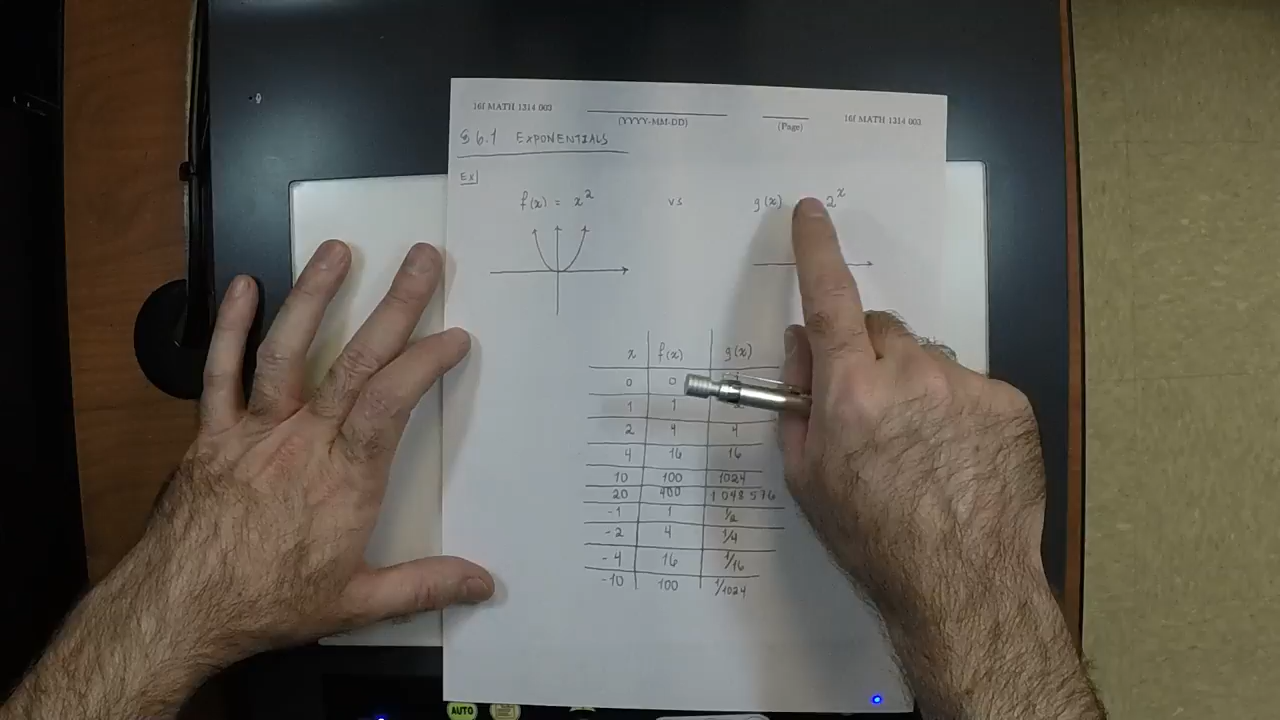 16f MATH 1314 003 (YYYY-MM-DD) (Page) 16f MATH 1314 003
§ 6.1 EXPONENTIALS
Ex
f(x) = x² vs g(x) 2ˣ
x f(x) g(x)
0 0
1 1
2 4 4
4 16 16
10 100 1024
20 400 1 048 576
-1 1 1/2
-2 4 1/4
-4 16 1/16
-10 100 1/1024
AUTO